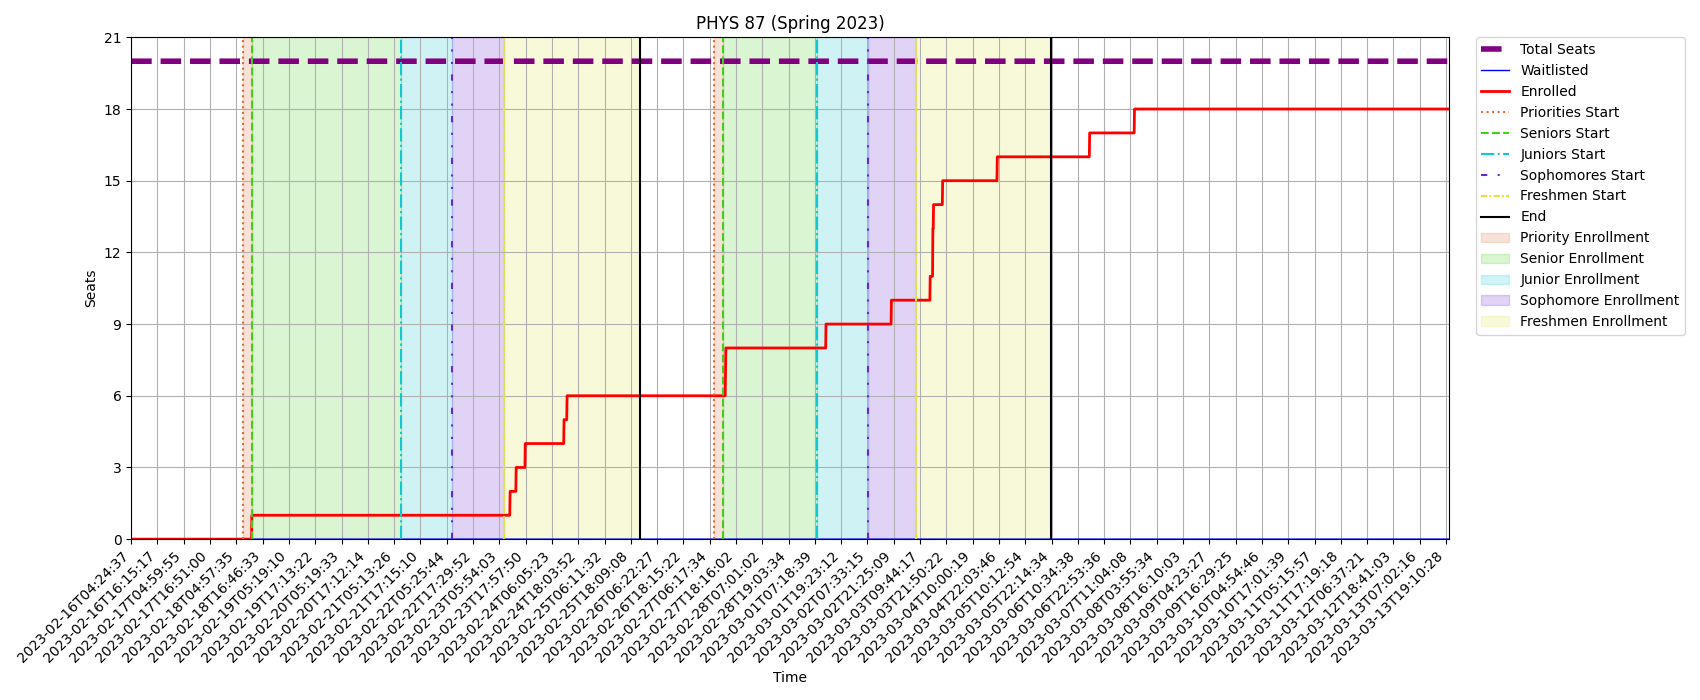 PHYS 87 (Spring 2023)
Seats
21
18
15
12
9
6
3
0
2023-02-16T04:24:37
2023-02-16T16:15:17
2023-02-17T04:59:55
2023-02-17T16:51:00
2023-02-18T04:57:35
2023-02-18T16:46:33
2023-02-19T05:19:10
2023-02-19T17:13:22
2023-02-20T05:19:33
2023-02-20T17:12:14
2023-02-21T05:13:26
2023-02-21T17:15:10
2023-02-22T05:25:44
2023-02-22T17:29:52
2023-02-23T05:54:03
2023-02-23T17:57:50
2023-02-24T06:05:23
2023-02-24T18:03:52
2023-02-25T06:11:32
2023-02-25T18:09:08
2023-02-26T06:22:27
2023-02-26T18:15:22
2023-02-27T06:17:34
2023-02-27T18:16:02
2023-02-28T07:01:02
2023-02-28T19:03:34
2023-03-01T07:18:39
2023-03-01T19:23:12
2023-03-02T07:33:15
2023-03-02T21:25:09
2023-03-03T09:44:17
2023-03-03T21:50:22
2023-03-04T10:00:19
2023-03-04T22:03:46
2023-03-05T10:12:54
2023-03-05T22:14:34
2023-03-06T10:34:38
2023-03-06T22:53:36
2023-03-07T11:04:08
2023-03-08T03:55:34
2023-03-08T16:10:03
2023-03-09T04:23:27
2023-03-09T16:29:25
2023-03-10T04:54:46
2023-03-10T17:01:39
2023-03-11T05:15:57
2023-03-11T17:19:18
2023-03-12T06:37:21
2023-03-12T18:41:03
2023-03-13T07:02:16
2023-03-13T19:10:28
Time
Total Seats
Waitlisted
Enrolled
Priorities Start
Seniors Start
Juniors Start
Sophomores Start
Freshmen Start
End
Priority Enrollment
Senior Enrollment
Junior Enrollment
Sophomore Enrollment
Freshmen Enrollment